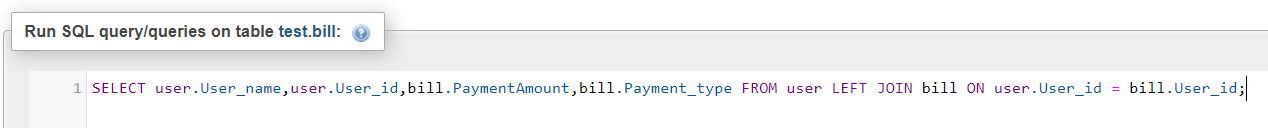 Run SQL query/queries on table test.bill:
1 SELECT user.User_name,user.User_id,bill.PaymentAmount,bill.Payment_type FROM user LEFT JOIN bill ON user.User_id = bill.User_id;